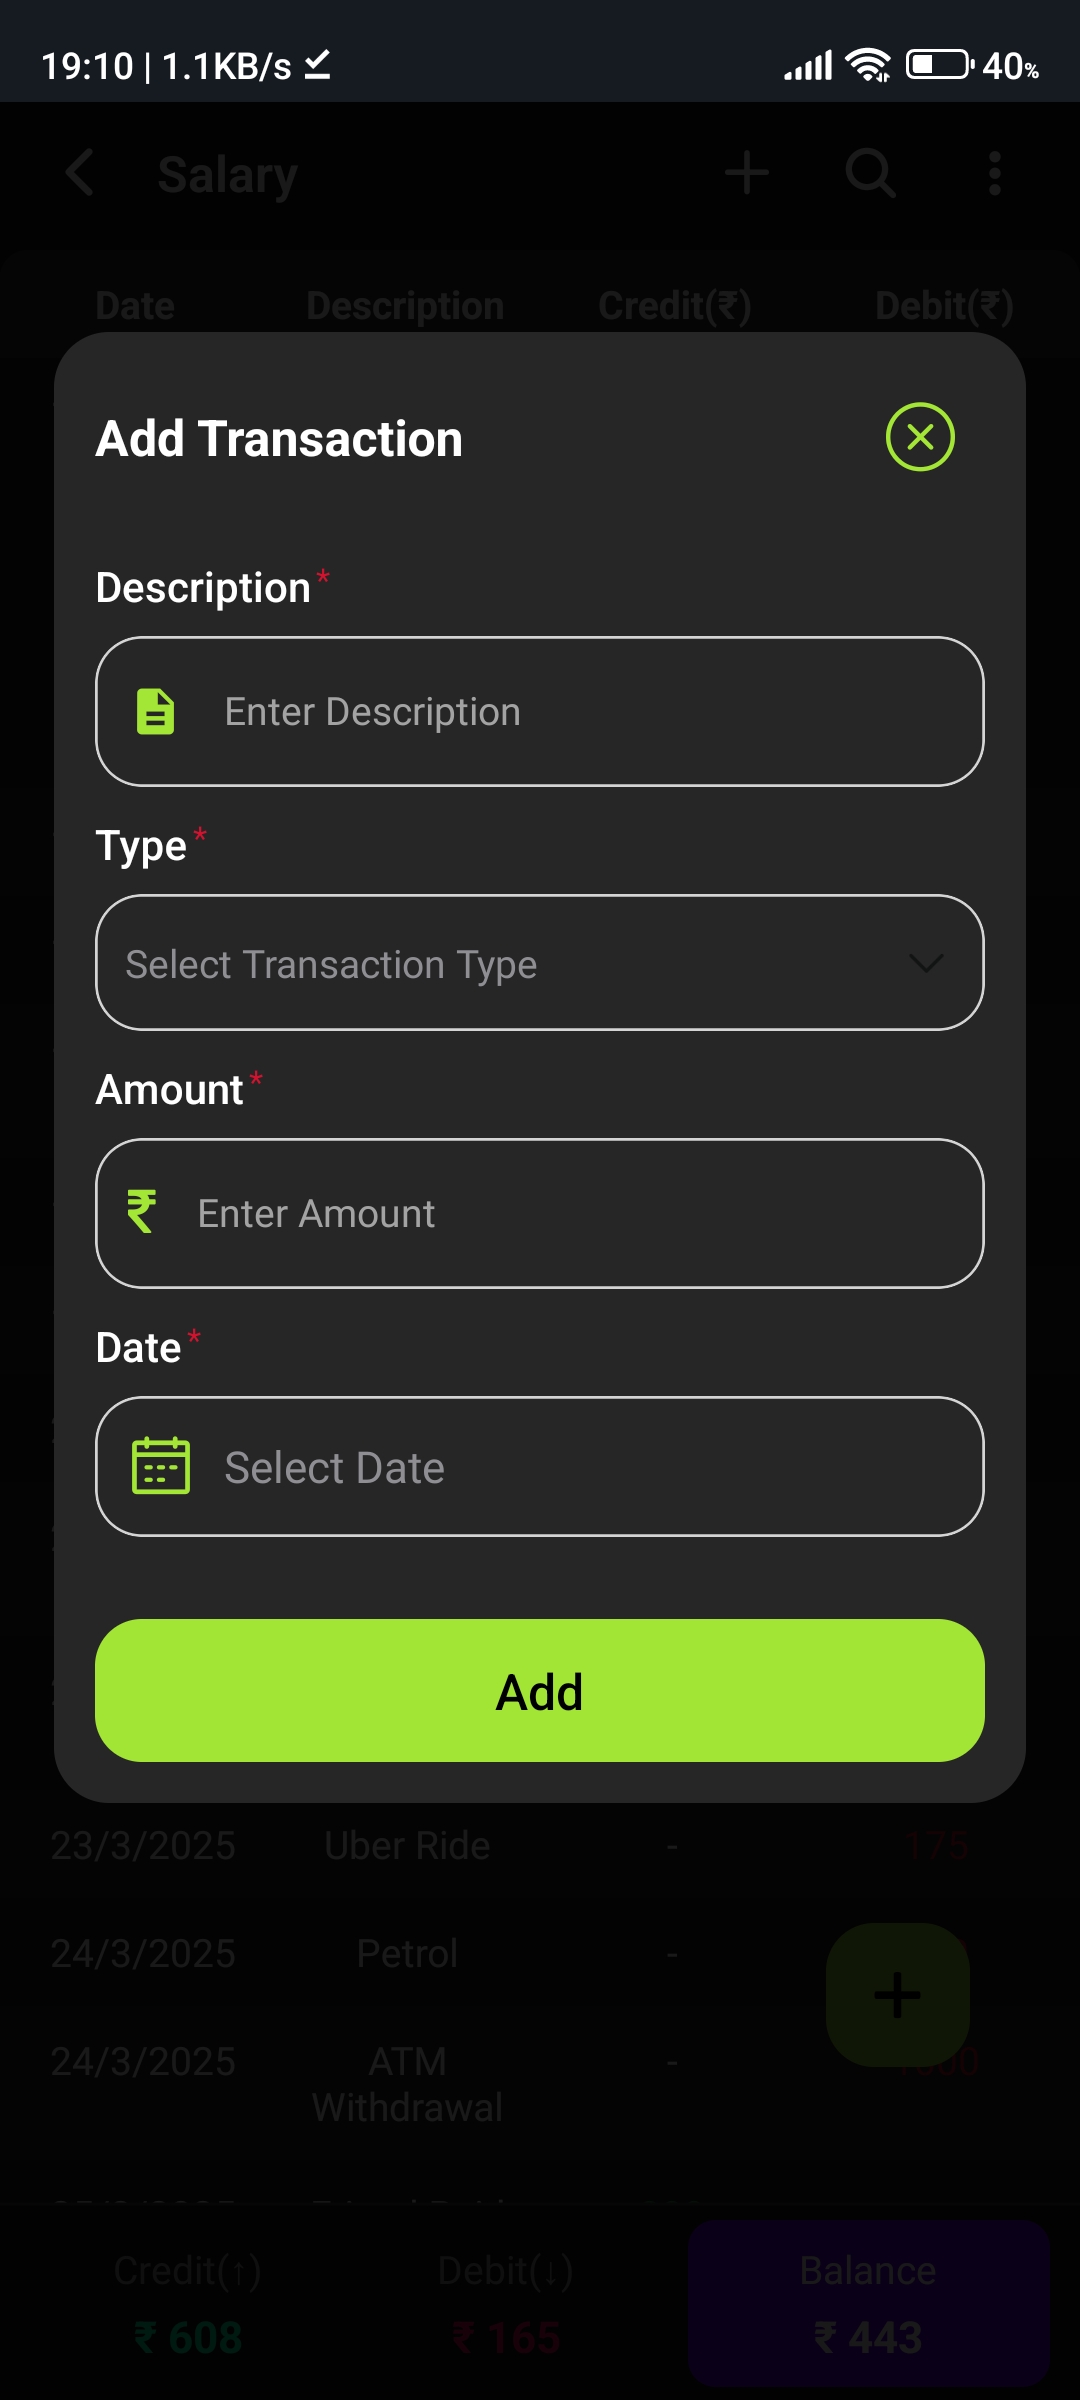 19:10 | 1.1KB/s
40%
Salary
Date Description Credit(₹) Debit(₹)
Add Transaction
Description*
Enter Description
Type*
Select Transaction Type
Amount*
₹ Enter Amount
Date*
Select Date
Add
23/3/2025 Uber Ride - 175
24/3/2025 Petrol -
24/3/2025 ATM Withdrawal -
Credit(↑) Debit(↓) Balance
₹ 608 ₹ 165 ₹ 443